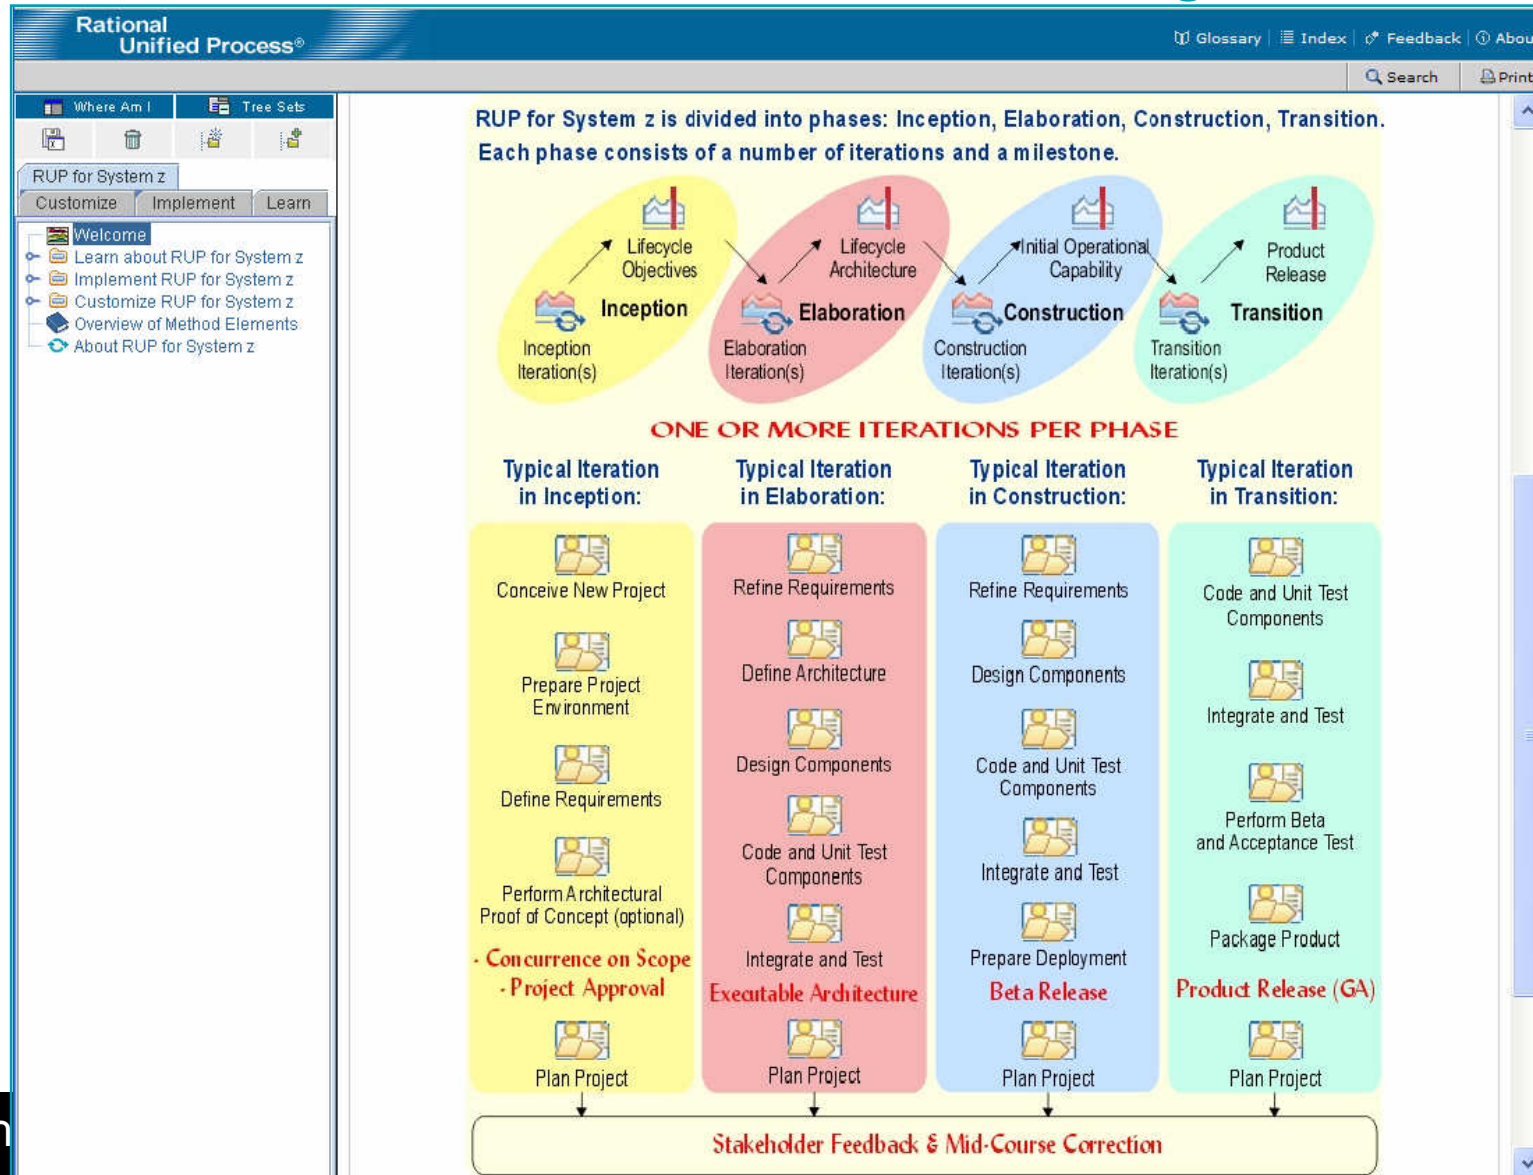 Rational
Unified Process®
Glossary
Index
Feedback
Search
Print
Where Am I
Tree Sets
RUP for System z
Customize
Implement
Learn
Welcome
Learn about RUP for System z
Implement RUP for System z
Customize RUP for System z
Overview of Method Elements
About RUP for System z
RUP for System z is divided into phases: Inception, Elaboration, Construction, Transition.
Each phase consists of a number of iterations and a milestone.
Lifecycle
Objectives
Inception
Inception
Iteration(s)
Lifecycle
Architecture
Elaboration
Elaboration
Iteration(s)
Initial Operational
Capability
Construction
Construction
Iteration(s)
Product
Release
Transition
Transition
Iteration(s)
ONE OR MORE ITERATIONS PER PHASE
Typical Iteration
in Inception:
Conceive New Project
Prepare Project
Environment
Define Requirements
Perform Architectural
Proof of Concept (optional)
- Concurrence on Scope
- Project Approval
Plan Project
Typical Iteration
in Elaboration:
Refine Requirements
Define Architecture
Design Components
Code and Unit Test
Components
Integrate and Test
Executable Architecture
Plan Project
Typical Iteration
in Construction:
Refine Requirements
Design Components
Code and Unit Test
Components
Integrate and Test
Prepare Deployment
Beta Release
Plan Project
Typical Iteration
in Transition:
Code and Unit Test
Components
Integrate and Test
Perform Beta
and Acceptance Test
Package Product
Product Release (GA)
Plan Project
Stakeholder Feedback & Mid-Course Correction